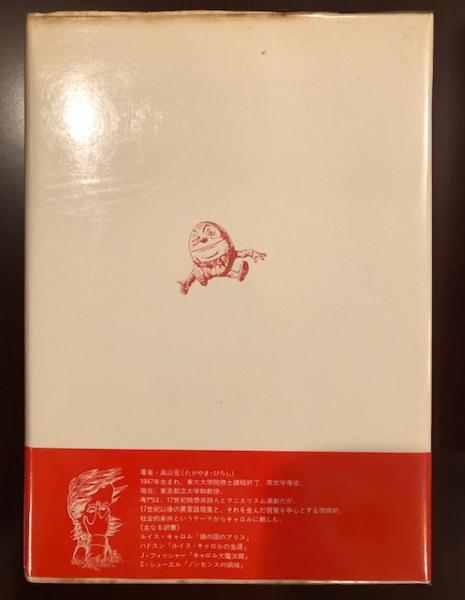 著者・高山宏(たかやま・ひろし)
1947年生まれ。東大大学院修士課程終了。英文学専攻。
現在、東京都立大学助教授。
専門は、17世紀綺想派詩人とマニエリスム演劇だが、
17世紀以後の異言語現象と、それを生んだ視覚を中心とする肉体的、
社会的条件というテーマからキャロルに親しむ。
〈主なる訳書〉
ルイス・キャロル「鏡の国のアリス」
ハドスン「ルイス・キャロルの生涯」
J・フィッシャー「キャロル大魔法館」
E・シューエル「ノンセンスの領域」